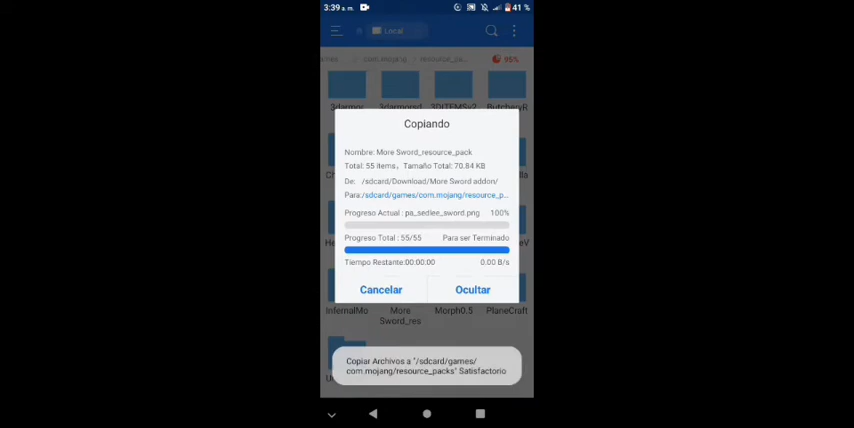 3:39 a. m.
41 %
Local
ames
com.mojang
resource_pa...
95%
3darmor
3darmorsd
3DITEMSv2
ButcheryR
Copiando
Nombre: More Sword_resource_pack
Total: 55 items, Tamaño Total: 70.84 KB
De: /sdcard/Download/More Sword addon/
Para:/sdcard/games/com.mojang/resource_p...
Progreso Actual : pa_sedlee_sword.png 100%
Progreso Total : 55/55 Para ser Terminado
Tiempo Restante:00:00:00 0.00 B/s
Cancelar
Ocultar
InfernalMo
More
Sword_res
Morph0.5
PlaneCraft
Copiar Archivos a "/sdcard/games/
com.mojang/resource_packs" Satisfactorio